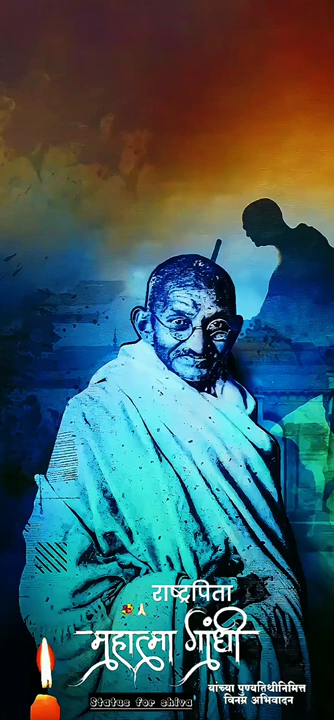 राष्ट्रपिता
महात्मा गांधी
यांच्या पुण्यतिथीनिमित्त
विनम्र अभिवादन
Status for shiva